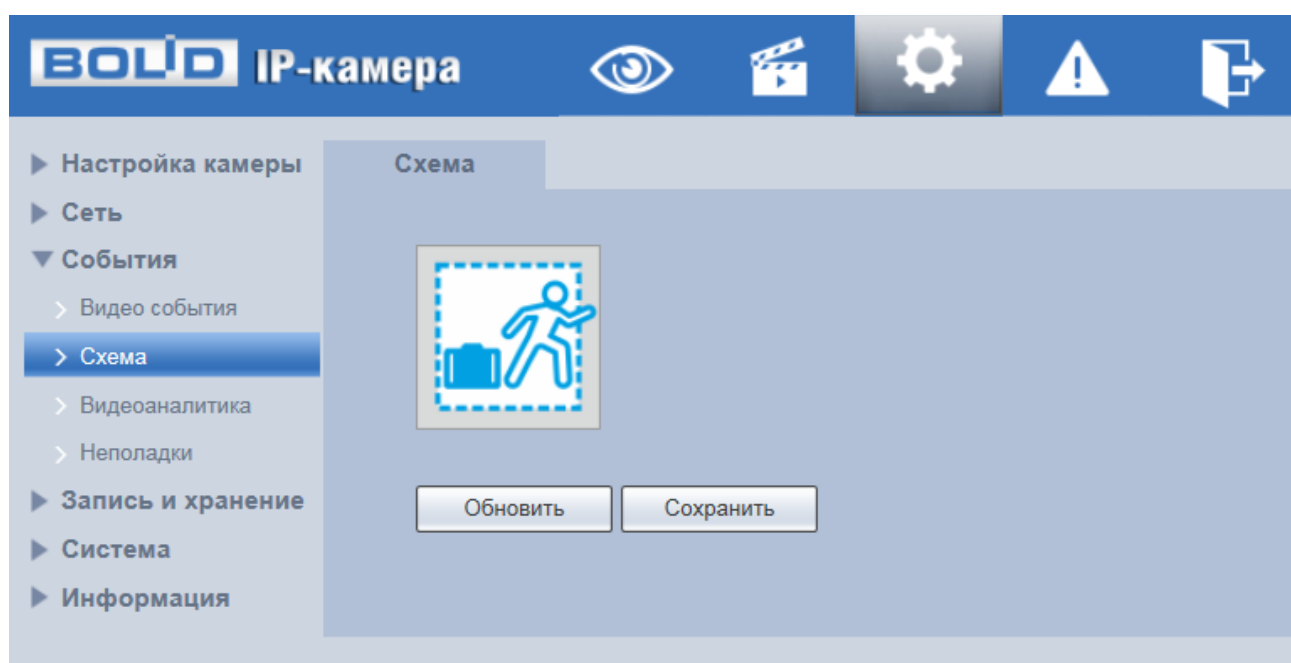 BOLID IP-камера
Настройка камеры
Схема
Сеть
События
Видео события
Схема
Видеоаналитика
Неполадки
Обновить
Сохранить
Запись и хранение
Система
Информация